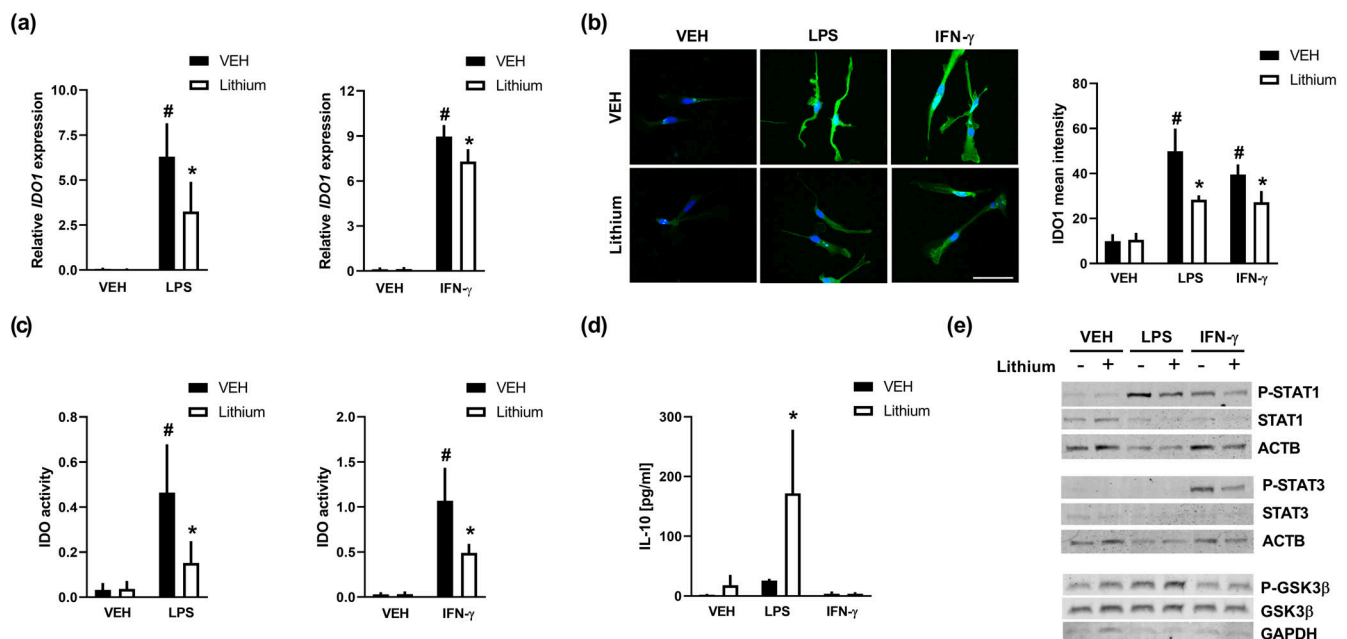 (a)
VEH
Lithium
Relative IDO1 expression
7.5
5.0
2.5
0.0
#
*
VEH LPS
VEH
Lithium
Relative IDO1 expression
12
9
6
3
0
#
*
VEH IFN-γ
(b)
VEH LPS IFN-γ
VEH
Lithium
VEH
Lithium
IDO1 mean intensity
80
60
40
20
0
#
*
#
*
VEH LPS IFN-γ
(c)
VEH
Lithium
IDO activity
0.8
0.6
0.4
0.2
0.0
#
*
VEH LPS
VEH
Lithium
IDO activity
2.0
1.5
1.0
0.5
0.0
#
*
VEH IFN-γ
(d)
VEH
Lithium
IL-10 [pg/ml]
300
200
100
0
*
VEH LPS IFN-γ
(e)
VEH LPS IFN-γ
Lithium - + - + - +
P-STAT1
STAT1
ACTB
P-STAT3
STAT3
ACTB
P-GSK3β
GSK3β
GAPDH